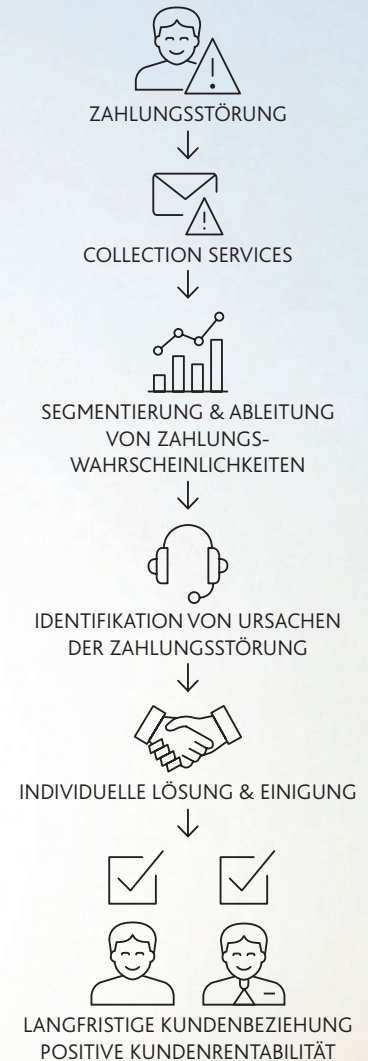 ZAHLUNGSSTÖRUNG
COLLECTION SERVICES
SEGMENTIERUNG & ABLEITUNG
VON ZAHLUNGS-
WAHRSCHEINLICHKEITEN
IDENTIFIKATION VON URSACHEN
DER ZAHLUNGSSTÖRUNG
INDIVIDUELLE LÖSUNG & EINIGUNG
LANGFRISTIGE KUNDENBEZIEHUNG
POSITIVE KUNDENRENTABILITÄT